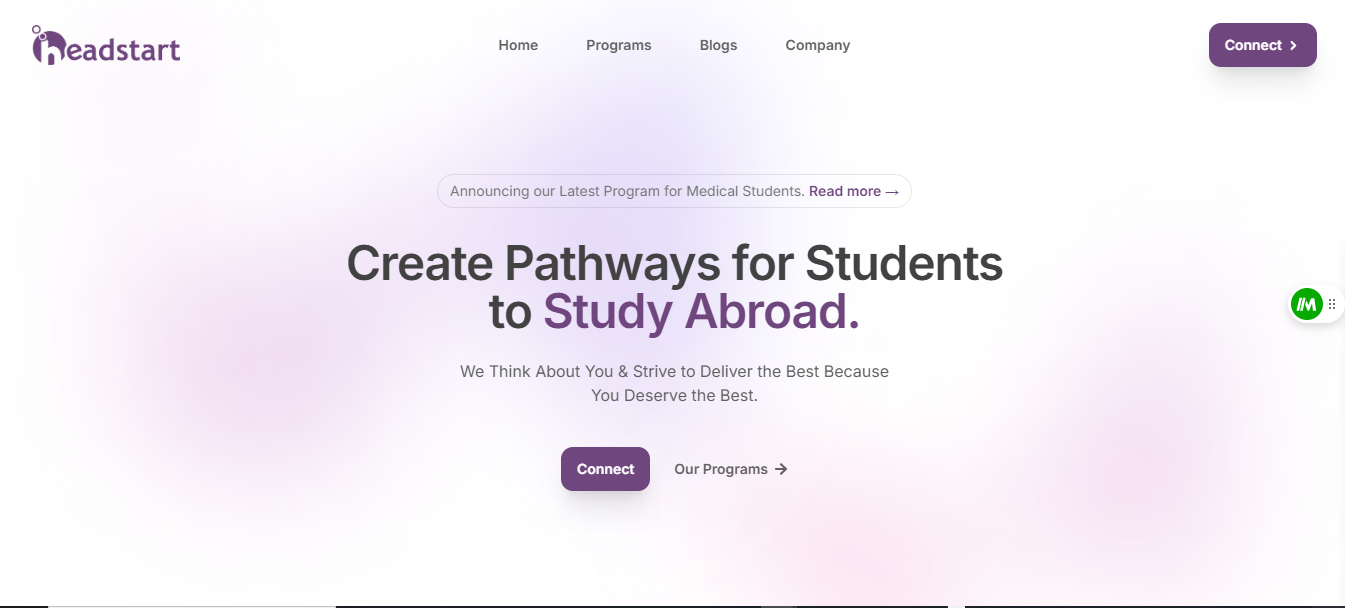 headstart
Home
Programs
Blogs
Company
Connect
Announcing our Latest Program for Medical Students. Read more →
Create Pathways for Students
to Study Abroad.
We Think About You & Strive to Deliver the Best Because
You Deserve the Best.
Connect
Our Programs →